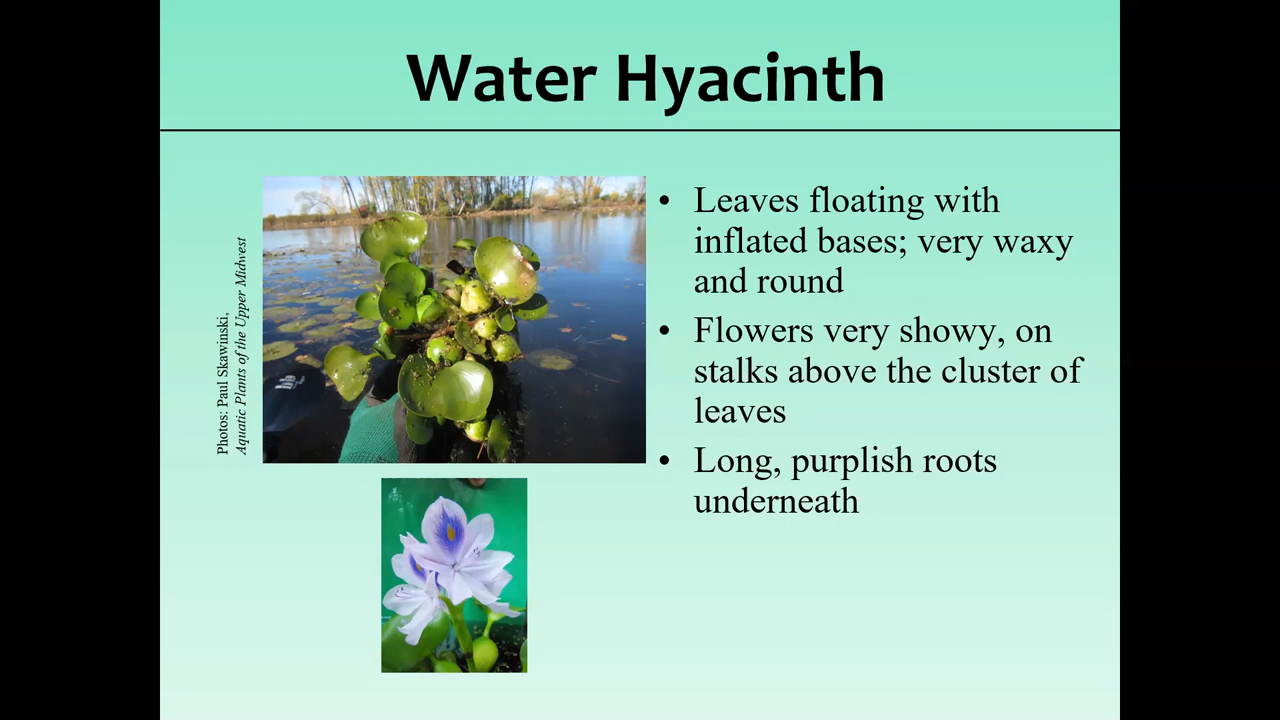 Water Hyacinth
Photos: Paul Skawinski,
Aquatic Plants of the Upper Midwest
• Leaves floating with
inflated bases; very waxy
and round
• Flowers very showy, on
stalks above the cluster of
leaves
• Long, purplish roots
underneath